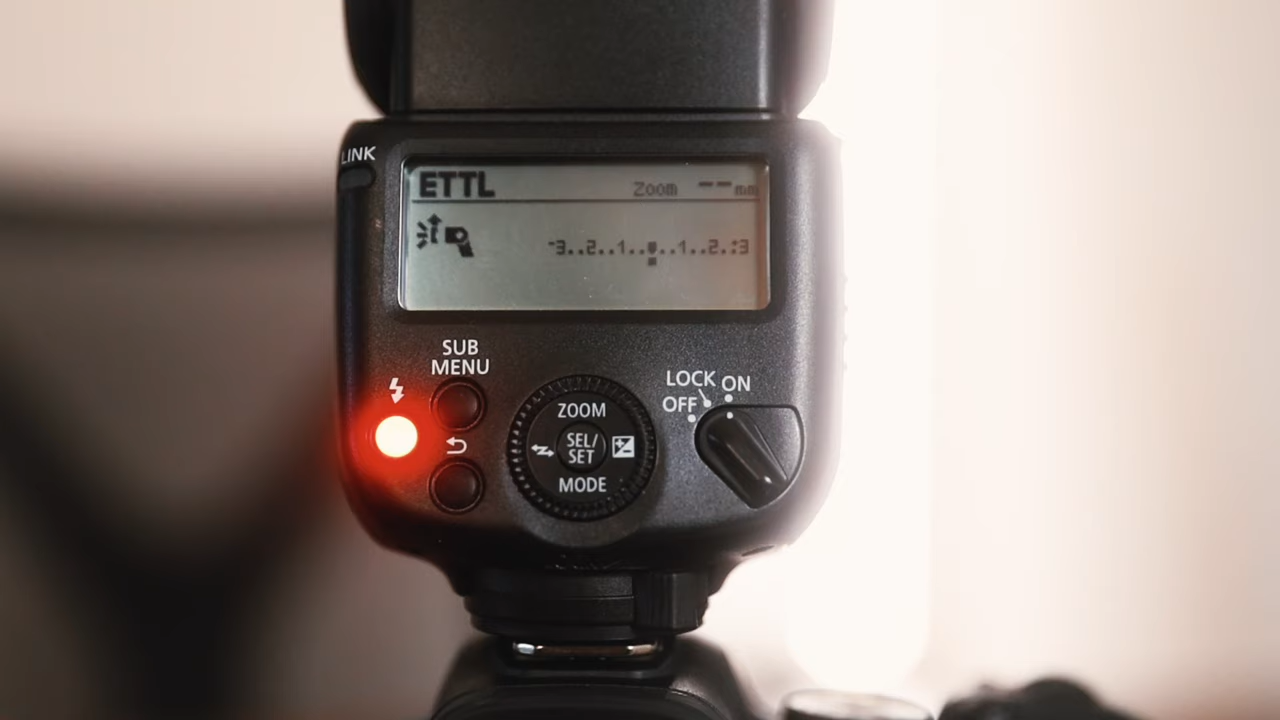 LINK
ETTL Zoom --mm
-3..2..1..0..1..2..+3
SUB
MENU
LOCK ON
OFF
ZOOM
SEL/
SET
MODE